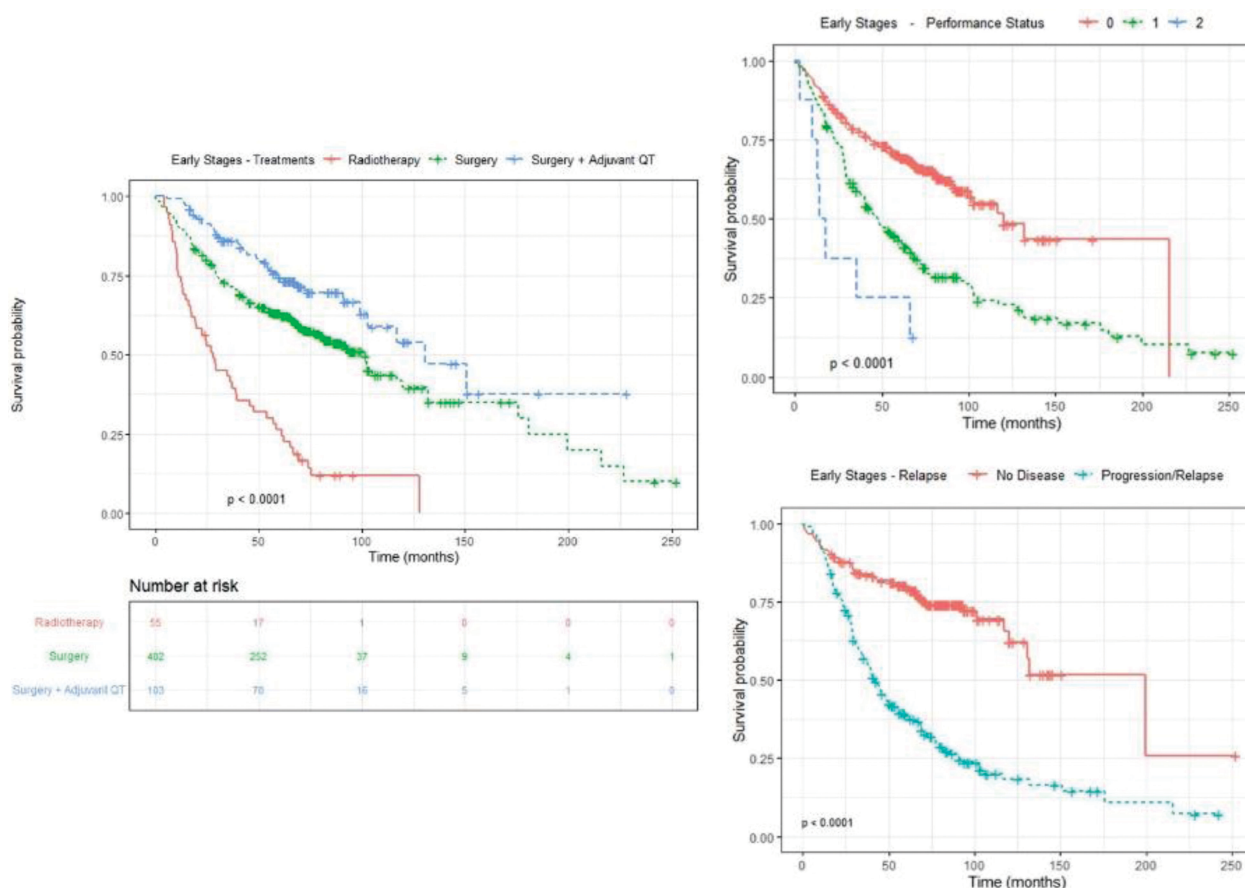 Early Stages - Treatments Radiotherapy Surgery Surgery + Adjuvant QT
Survival probability
1.00
0.75
0.50
0.25
0.00
p < 0.0001
0 50 100 150 200 250
Time (months)
Number at risk
Radiotherapy 55 17 1 0 0 0
Surgery 402 252 37 9 4 1
Surgery + Adjuvant QT 103 70 16 5 1 0
Early Stages - Performance Status 0 1 2
Survival probability
1.00
0.75
0.50
0.25
0.00
p < 0.0001
0 50 100 150 200 250
Time (months)
Early Stages - Relapse No Disease Progression/Relapse
Survival probability
1.00
0.75
0.50
0.25
0.00
p < 0.0001
0 50 100 150 200 250
Time (months)